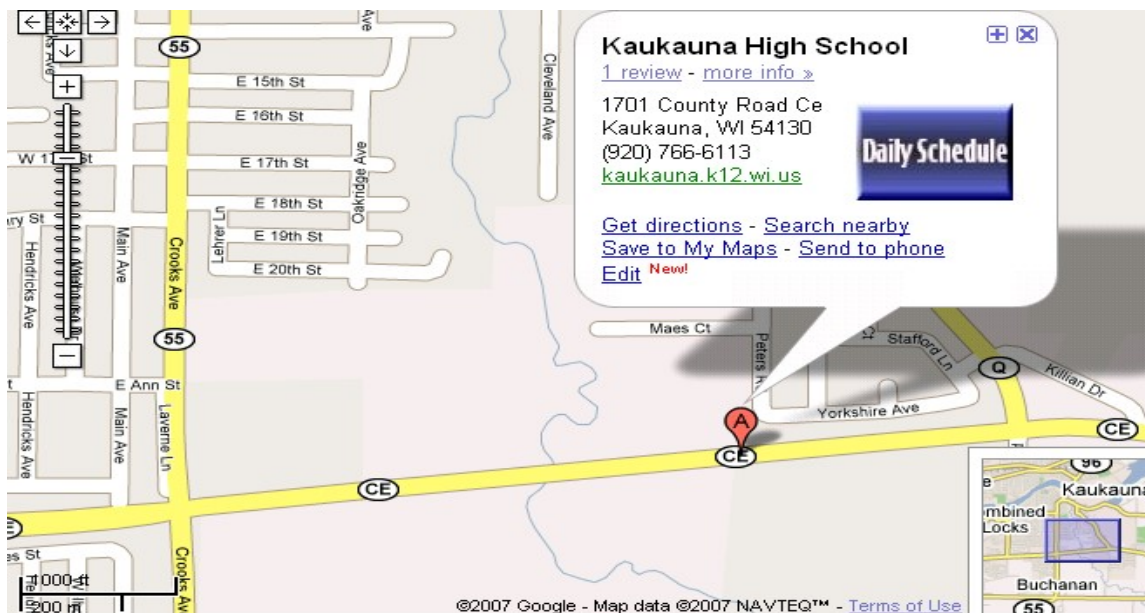 Kaukauna High School
1 review - more info »
1701 County Road Ce
Kaukauna, WI 54130
(920) 766-6113
kaukauna.k12.wi.us
Daily Schedule
Get directions - Search nearby
Save to My Maps - Send to phone
Edit New!
55
Cleveland Ave
E 15th St
E 16th St
E 17th St
E 18th St
E 19th St
E 20th St
Oakridge Ave
Lehrer Ln
Hendricks Ave
Main Ave
Crooks Ave
55
E Ann St
Hendricks Ave
Main Ave
Laverne Ln
Maes Ct
Stafford Ln
Q
Killian Dr
Yorkshire Ave
A
CE
CE
CE
Crooks Av
1000 ft
200 m
96
Kaukauna
ombined
Locks
Buchanan
55
©2007 Google - Map data ©2007 NAVTEQ™ - Terms of Use